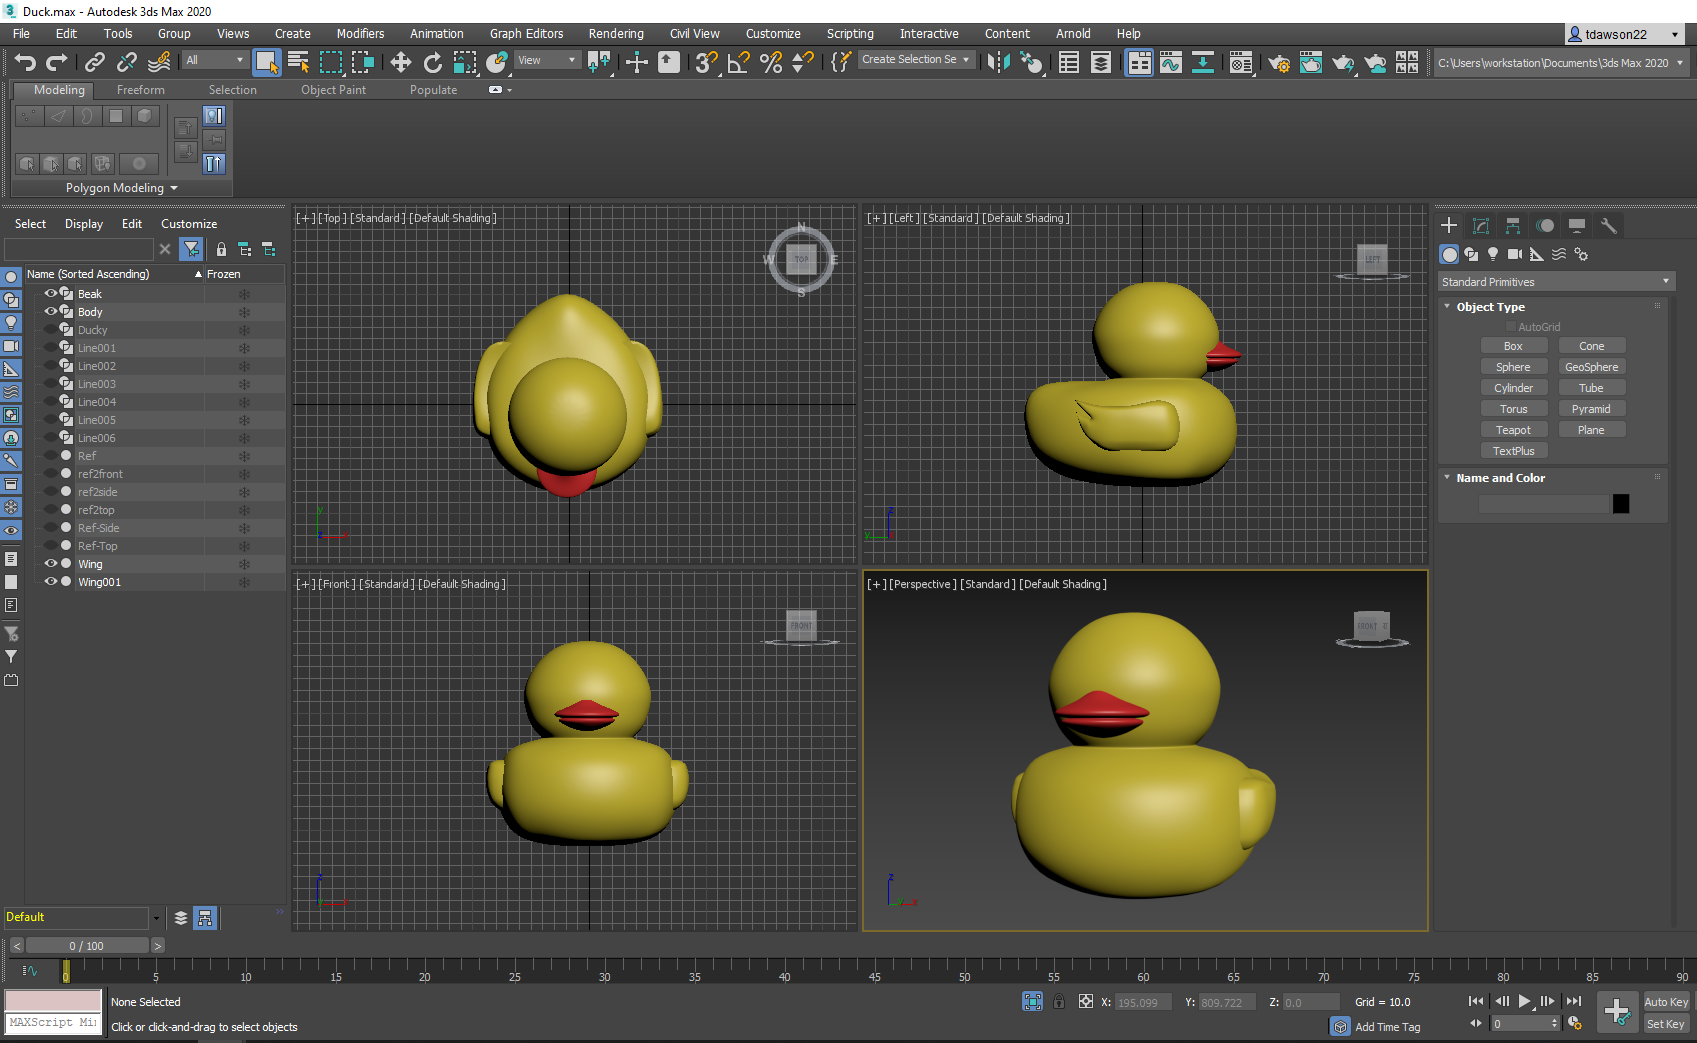 Duck.max - Autodesk 3ds Max 2020
File Edit Tools Group Views Create Modifiers Animation Graph Editors Rendering Civil View Customize Scripting Interactive Content Arnold Help
tdawson22
All View Create Selection Se C:\Users\workstation\Documents\3ds Max 2020
Modeling Freeform Selection Object Paint Populate
Polygon Modeling
Select Display Edit Customize
Name (Sorted Ascending) Frozen
Beak
Body
Ducky
Line001
Line002
Line003
Line004
Line005
Line006
Ref
ref2front
ref2side
ref2top
Ref-Side
Ref-Top
Wing
Wing001
Default
[+] [Top] [Standard] [Default Shading]
N
W TOP E
S
y
z x
[+] [Left] [Standard] [Default Shading]
LEFT
z
y
[+] [Front] [Standard] [Default Shading]
FRONT
z
x
[+] [Perspective] [Standard] [Default Shading]
FRONT
z
y x
Standard Primitives
Object Type
AutoGrid
Box Cone
Sphere GeoSphere
Cylinder Tube
Torus Pyramid
Teapot Plane
TextPlus
Name and Color
< 0 / 100 >
0 5 10 15 20 25 30 35 40 45 50 55 60 65 70 75 80 85 90
None Selected
MAXScript Mi
Click or click-and-drag to select objects
X: 195.099 Y: 809.722 Z: 0.0 Grid = 10.0
Add Time Tag
0
Auto Key
Set Key